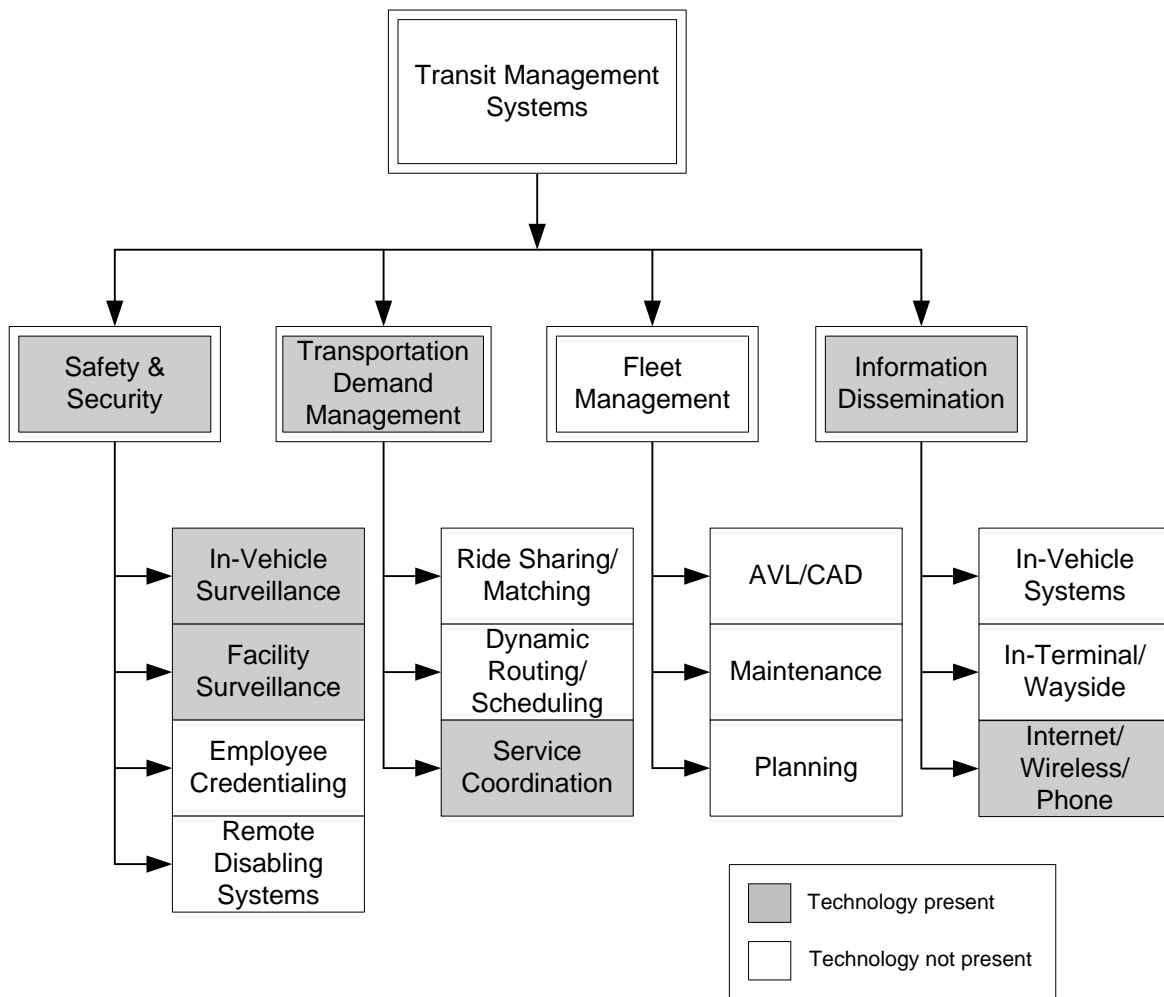 Transit Management
Systems
Safety &
Security
Transportation
Demand
Management
Fleet
Management
Information
Dissemination
In-Vehicle
Surveillance
Facility
Surveillance
Employee
Credentialing
Remote
Disabling
Systems
Ride Sharing/
Matching
Dynamic
Routing/
Scheduling
Service
Coordination
AVL/CAD
Maintenance
Planning
In-Vehicle
Systems
In-Terminal/
Wayside
Internet/
Wireless/
Phone
Technology present
Technology not present